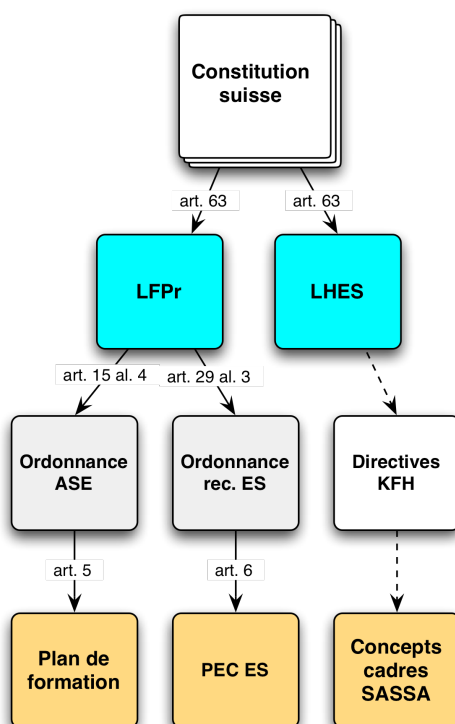 Constitution
suisse
art. 63
art. 63
LFPr
LHES
art. 15 al. 4
art. 29 al. 3
Ordonnance
ASE
Ordonnance
rec. ES
Directives
KFH
art. 5
art. 6
Plan de
formation
PEC ES
Concepts
cadres
SASSA